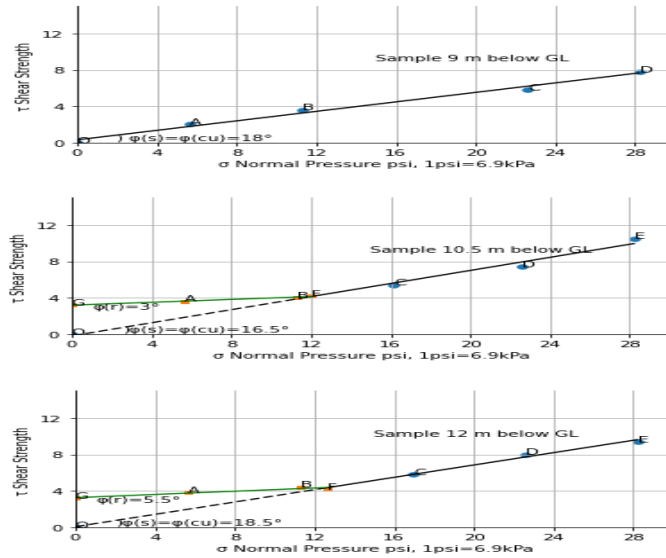 12
8
4
0
τ Shear Strength
Sample 9 m below GL
O
A
B
C
D
) φ(s)=φ(cu)=18°
0 4 8 12 16 20 24 28
σ Normal Pressure psi, 1psi=6.9kPa
12
8
4
0
τ Shear Strength
Sample 10.5 m below GL
G
A
B
F
C
D
E
φ(r)=3°
O
)φ(s)=φ(cu)=16.5°
0 4 8 12 16 20 24 28
σ Normal Pressure psi, 1psi=6.9kPa
12
8
4
0
τ Shear Strength
Sample 12 m below GL
G
A
B
F
C
D
E
φ(r)=5.5°
O
)φ(s)=φ(cu)=18.5°
0 4 8 12 16 20 24 28
σ Normal Pressure psi, 1psi=6.9kPa